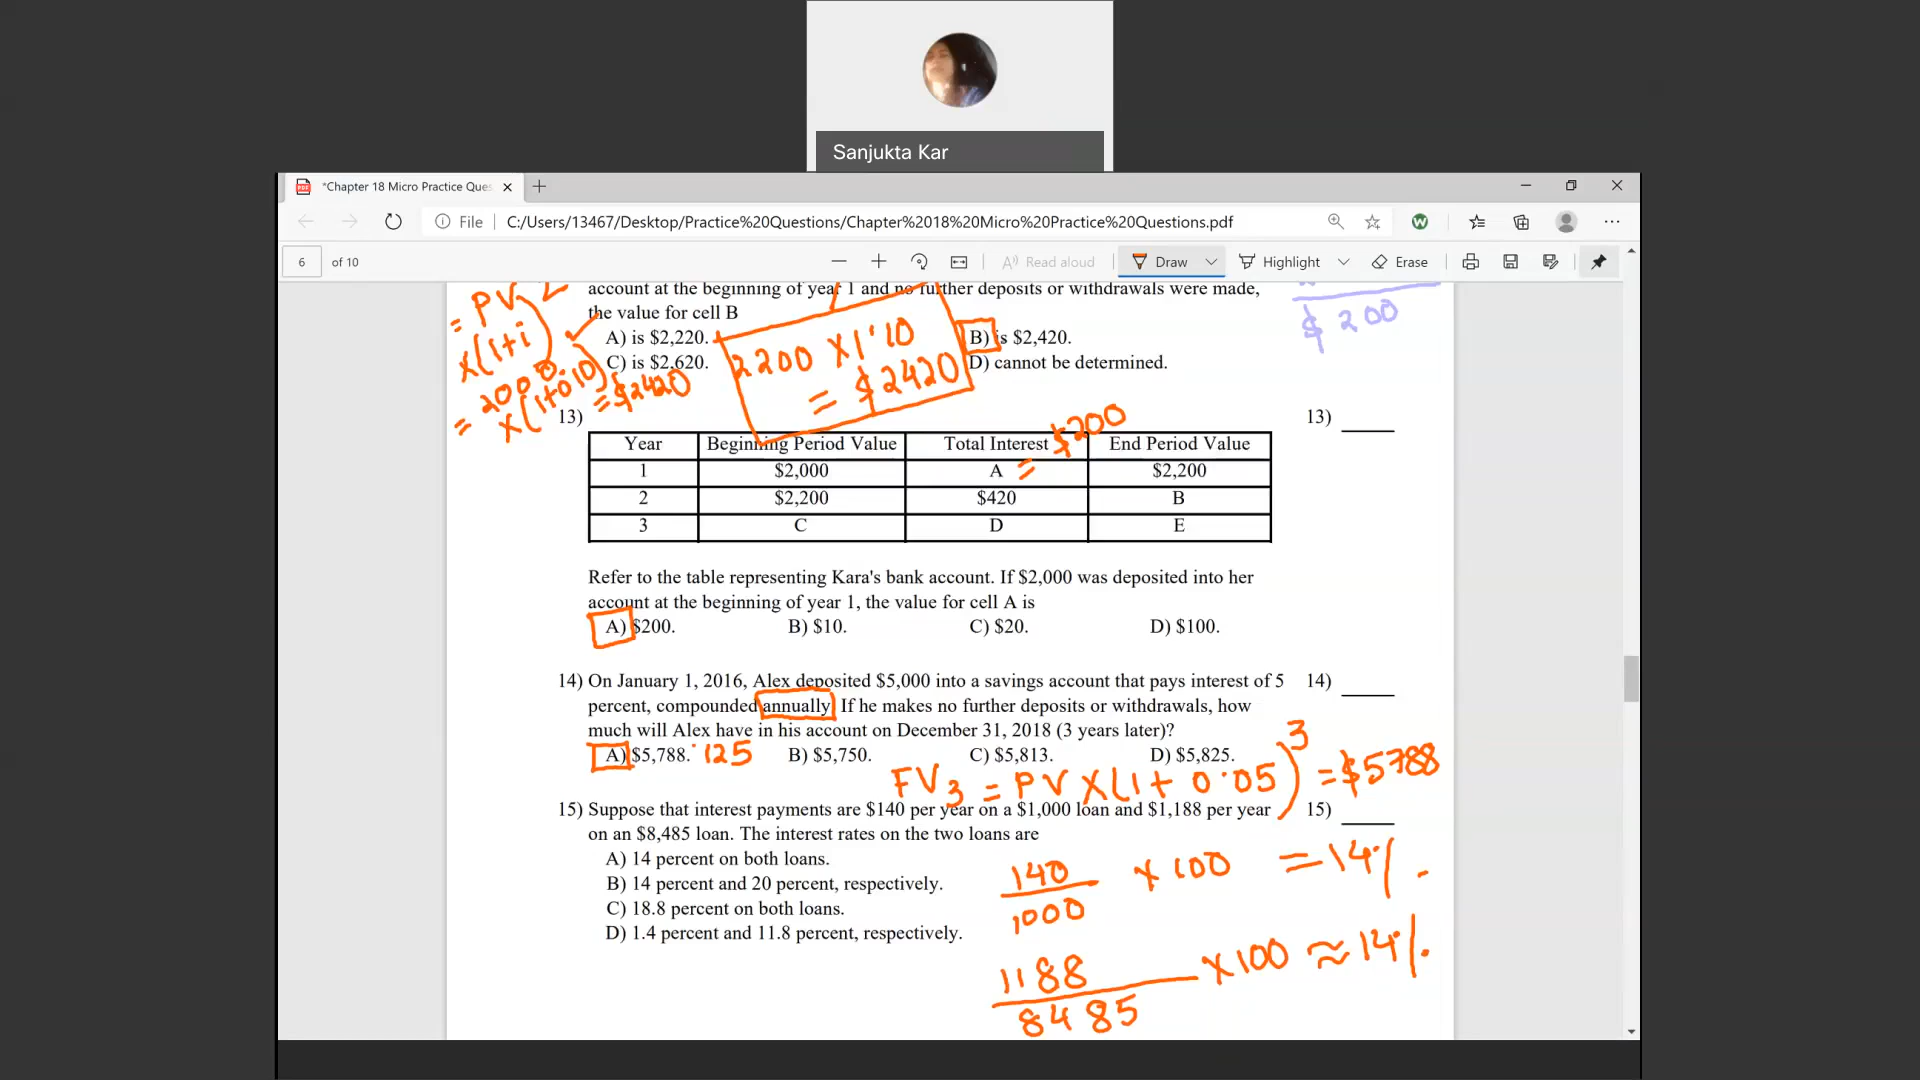 Sanjukta Kar
*Chapter 18 Micro Practice Ques
File C:/Users/13467/Desktop/Practice%20Questions/Chapter%2018%20Micro%20Practice%20Questions.pdf
6 of 10 Read aloud Draw Highlight Erase
account at the beginning of year 1 and no further deposits or withdrawals were made,
the value for cell B
A) is $2,220. B) is $2,420.
C) is $2,620. D) cannot be determined.
= PV
x(1+i)
2
= 2000
x(1+0.10)
= $2420
2200 x 1.10
= $2420
$200
13) 13)
Year Beginning Period Value Total Interest End Period Value
1 $2,000 A = $200 $2,200
2 $2,200 $420 B
3 C D E
Refer to the table representing Kara's bank account. If $2,000 was deposited into her
account at the beginning of year 1, the value for cell A is
A) $200. B) $10. C) $20. D) $100.
14) On January 1, 2016, Alex deposited $5,000 into a savings account that pays interest of 5 14)
percent, compounded annually. If he makes no further deposits or withdrawals, how
much will Alex have in his account on December 31, 2018 (3 years later)?
A) $5,788. .125 B) $5,750. C) $5,813. D) $5,825.
FV3 = PV x (1 + 0.05)3 = $5788
15) Suppose that interest payments are $140 per year on a $1,000 loan and $1,188 per year 15)
on an $8,485 loan. The interest rates on the two loans are
A) 14 percent on both loans.
B) 14 percent and 20 percent, respectively.
C) 18.8 percent on both loans.
D) 1.4 percent and 11.8 percent, respectively.
140
1000
x 100 = 14%.
1188
8485
x 100 ≈ 14%